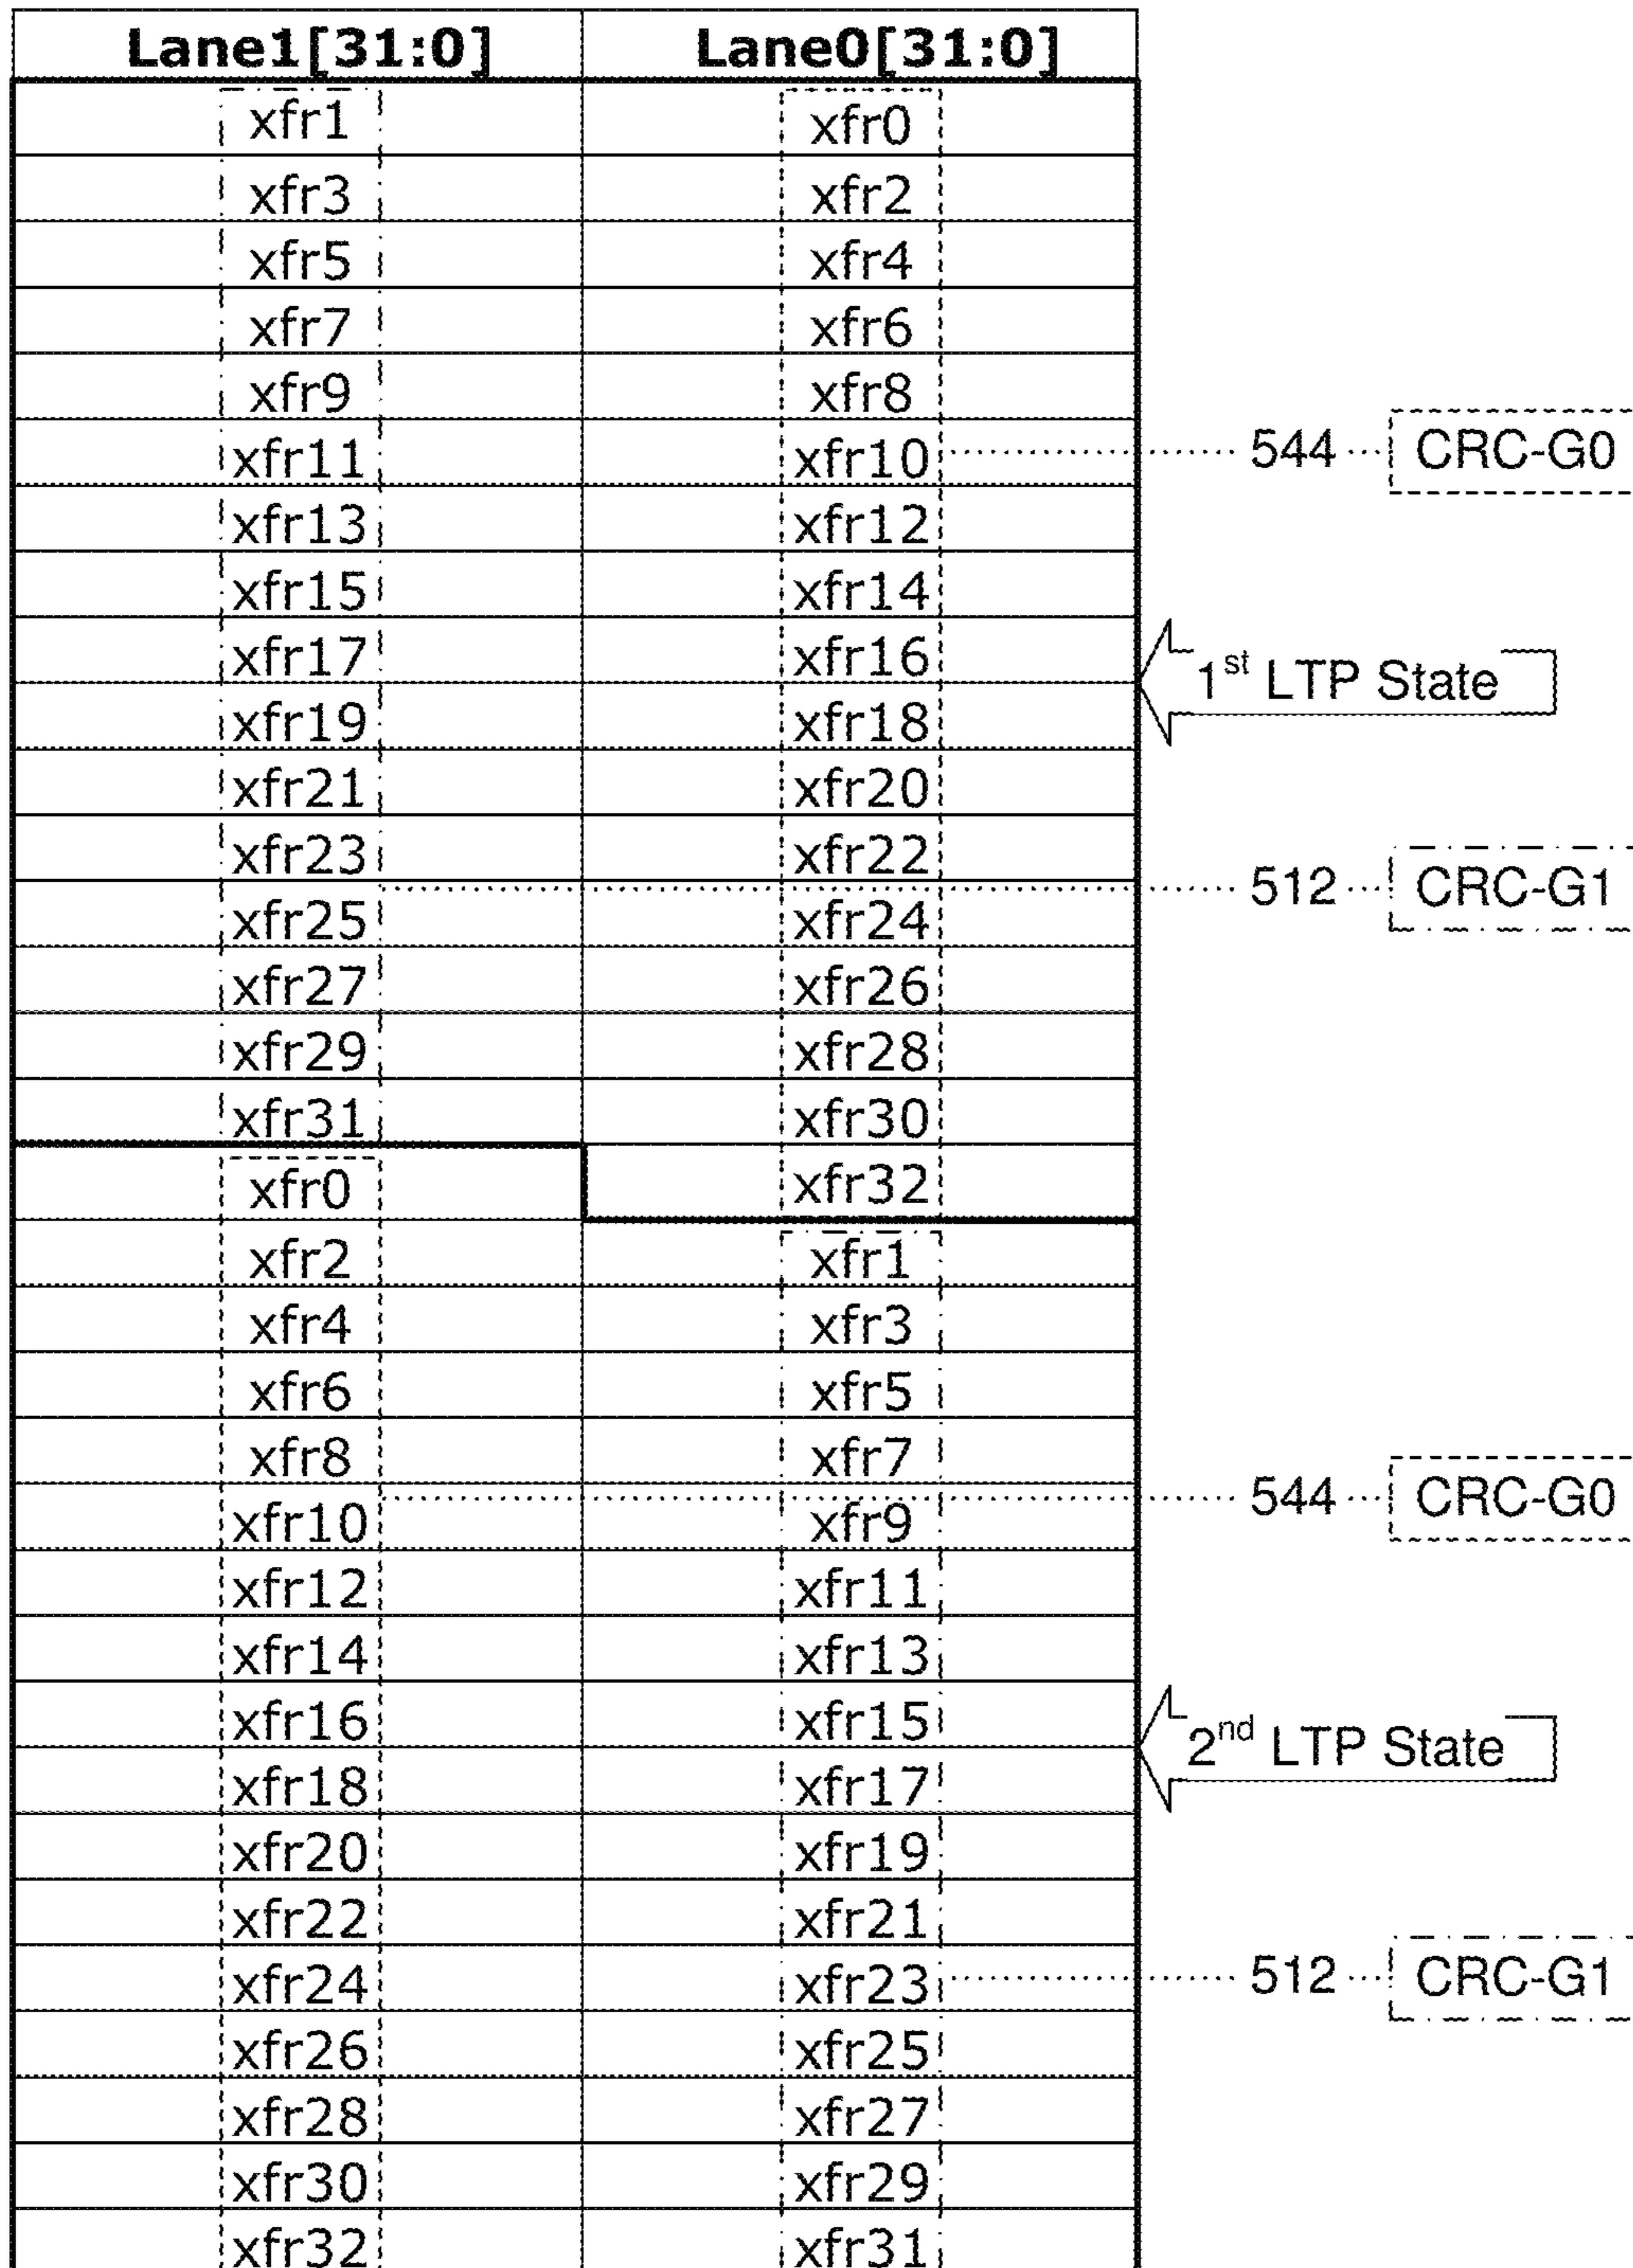 Lane1[31:0] Lane0[31:0]
xfr1 xfr0
xfr3 xfr2
xfr5 xfr4
xfr7 xfr6
xfr9 xfr8
xfr11 xfr10 544 CRC-G0
xfr13 xfr12
xfr15 xfr14
xfr17 xfr16 1st LTP State
xfr19 xfr18
xfr21 xfr20
xfr23 xfr22 512 CRC-G1
xfr25 xfr24
xfr27 xfr26
xfr29 xfr28
xfr31 xfr30
xfr0 xfr32
xfr2 xfr1
xfr4 xfr3
xfr6 xfr5
xfr8 xfr7
xfr10 xfr9 544 CRC-G0
xfr12 xfr11
xfr14 xfr13
xfr16 xfr15 2nd LTP State
xfr18 xfr17
xfr20 xfr19
xfr22 xfr21
xfr24 xfr23 512 CRC-G1
xfr26 xfr25
xfr28 xfr27
xfr30 xfr29
xfr32 xfr31